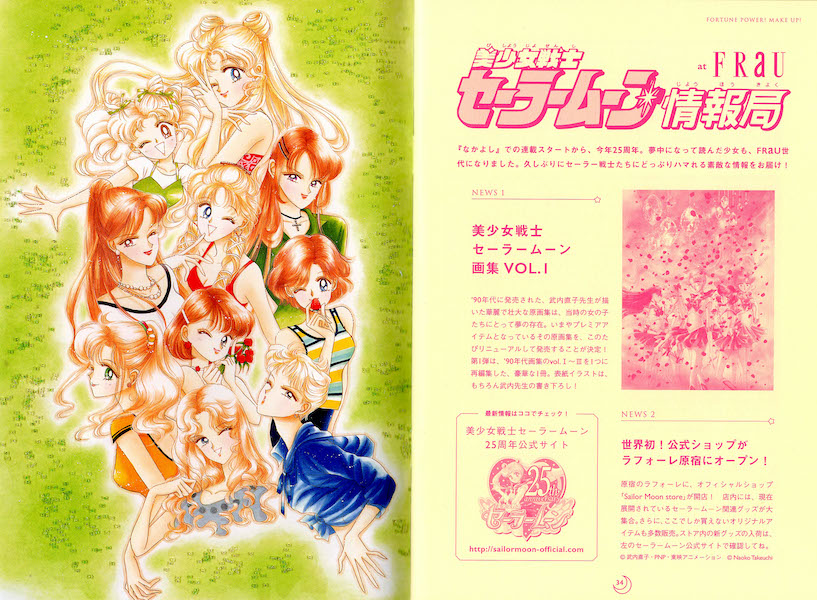 FORTUNE POWER! MAKE UP!
びしょうじょせんし
美少女戦士
セーラームーン
at FRaU
じょうほうきょく
情報局
『なかよし』での連載スタートから、今年25周年。夢中になって読んだ少女も、FRaU世
代になりました。久しぶりにセーラー戦士たちにどっぷりハマれる素敵な情報をお届け!
NEWS 1
美少女戦士
セーラームーン
画集 VOL.1
'90年代に発売された、武内直子先生が描
いた華麗で壮大な原画集は、当時の女の子
たちにとって夢の存在。いまやプレミアア
イテムとなっているその原画集を、このた
びリニューアルして発売することが決定!
第1弾は、'90年代画集のvol.I〜IIIを1つに
再編集した、豪華な1冊。表紙イラストは、
もちろん武内先生の書き下ろし!
最新情報はココでチェック!
美少女戦士セーラームーン
25周年公式サイト
25th
anniversary
セーラームーン
http://sailormoon-official.com
NEWS 2
世界初!公式ショップが
ラフォーレ原宿にオープン!
原宿のラフォーレに、オフィシャルショップ
「Sailor Moon store」が開店! 店内には、現在
展開されているセーラームーン関連グッズが大
集合。さらに、ここでしか買えないオリジナルア
イテムも多数販売。ストア内の新グッズの入荷は、
左のセーラームーン公式サイトで確認してね。
© 武内直子・PNP・東映アニメーション © Naoko Takeuchi
34